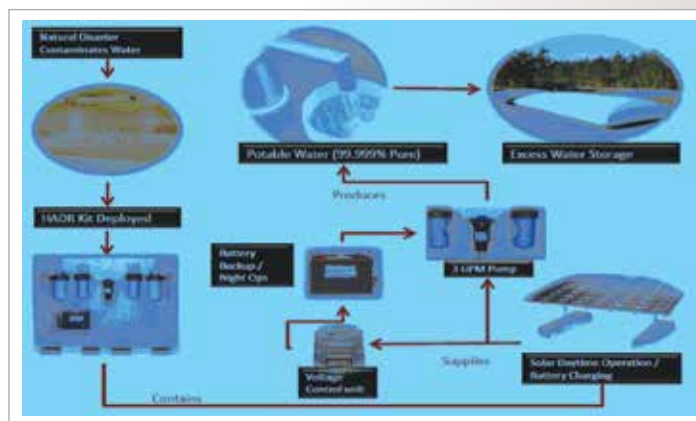 Natural Disaster
Contaminates Water
HADR Kit Deployed
Contains
Potable Water (99.999% Pure)
Excess Water Storage
Produces
Battery
Backup /
Night Ops
3 GPM Pump
Voltage
Control unit
Supplies
Solar Daytime Operation /
Battery Charging